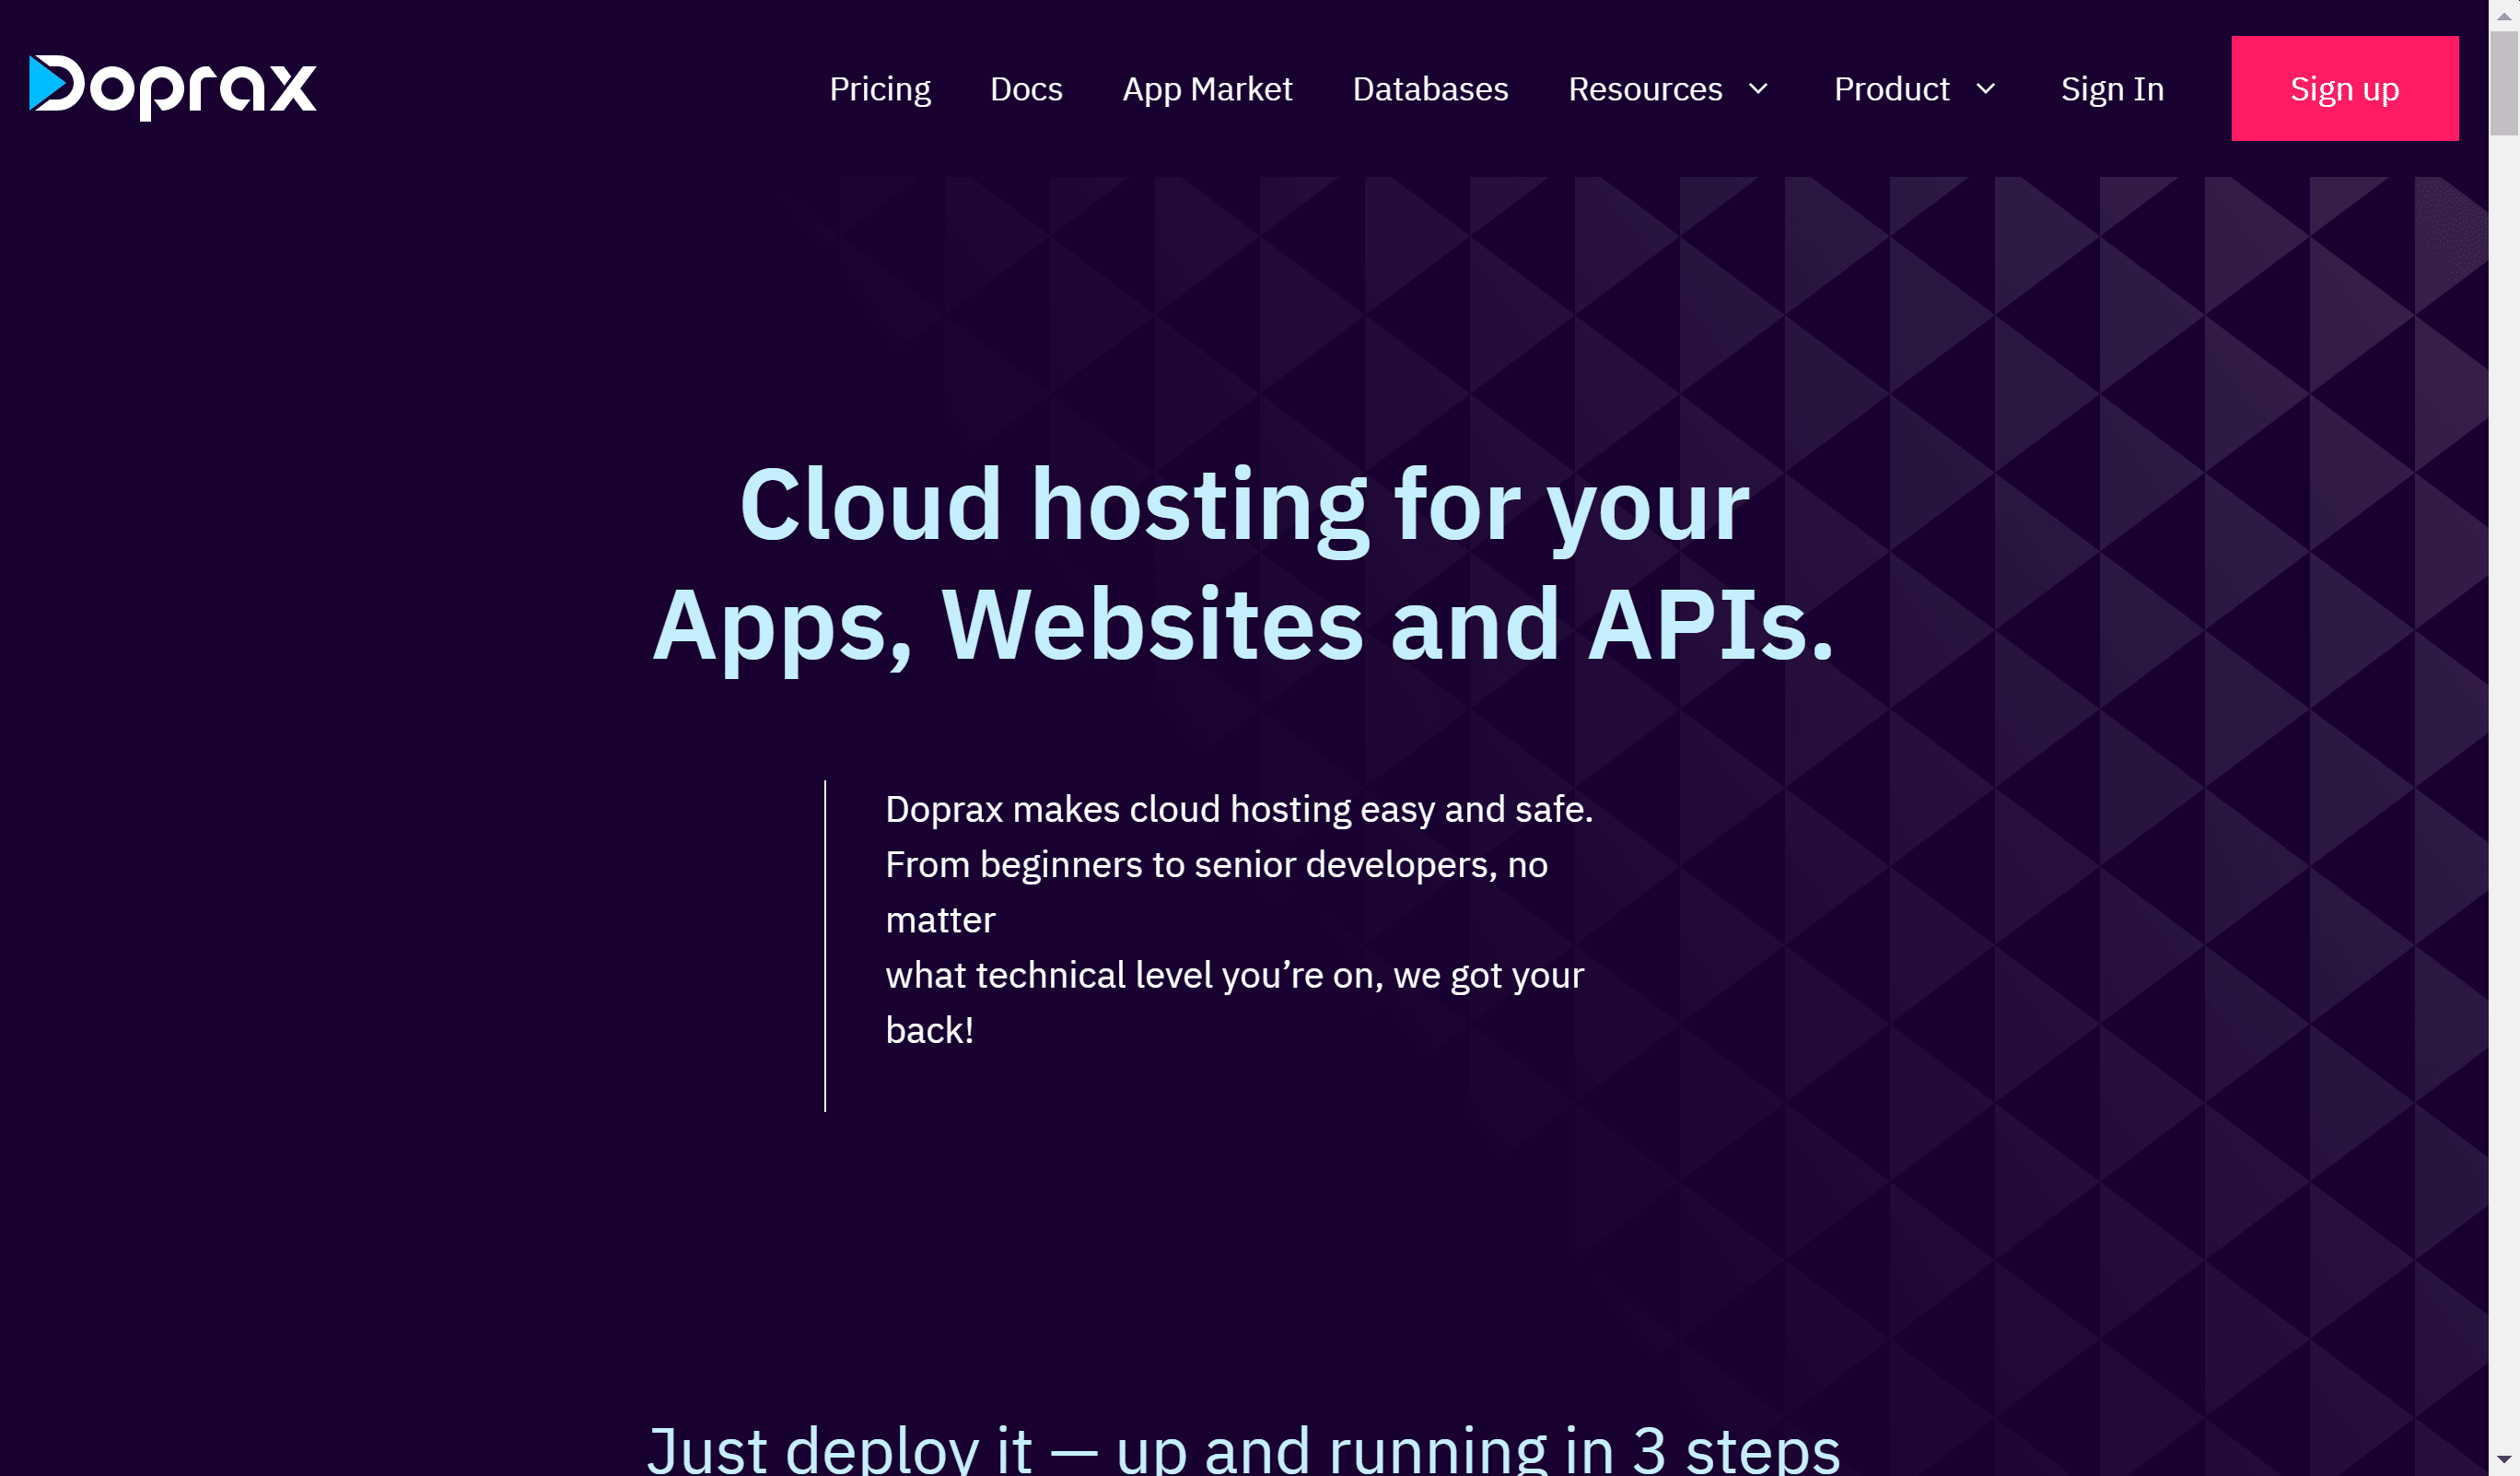 Doprax
Pricing Docs App Market Databases Resources Product Sign In Sign up
Cloud hosting for your
Apps, Websites and APIs.
Doprax makes cloud hosting easy and safe.
From beginners to senior developers, no
matter
what technical level you’re on, we got your
back!
Just deploy it — up and running in 3 steps